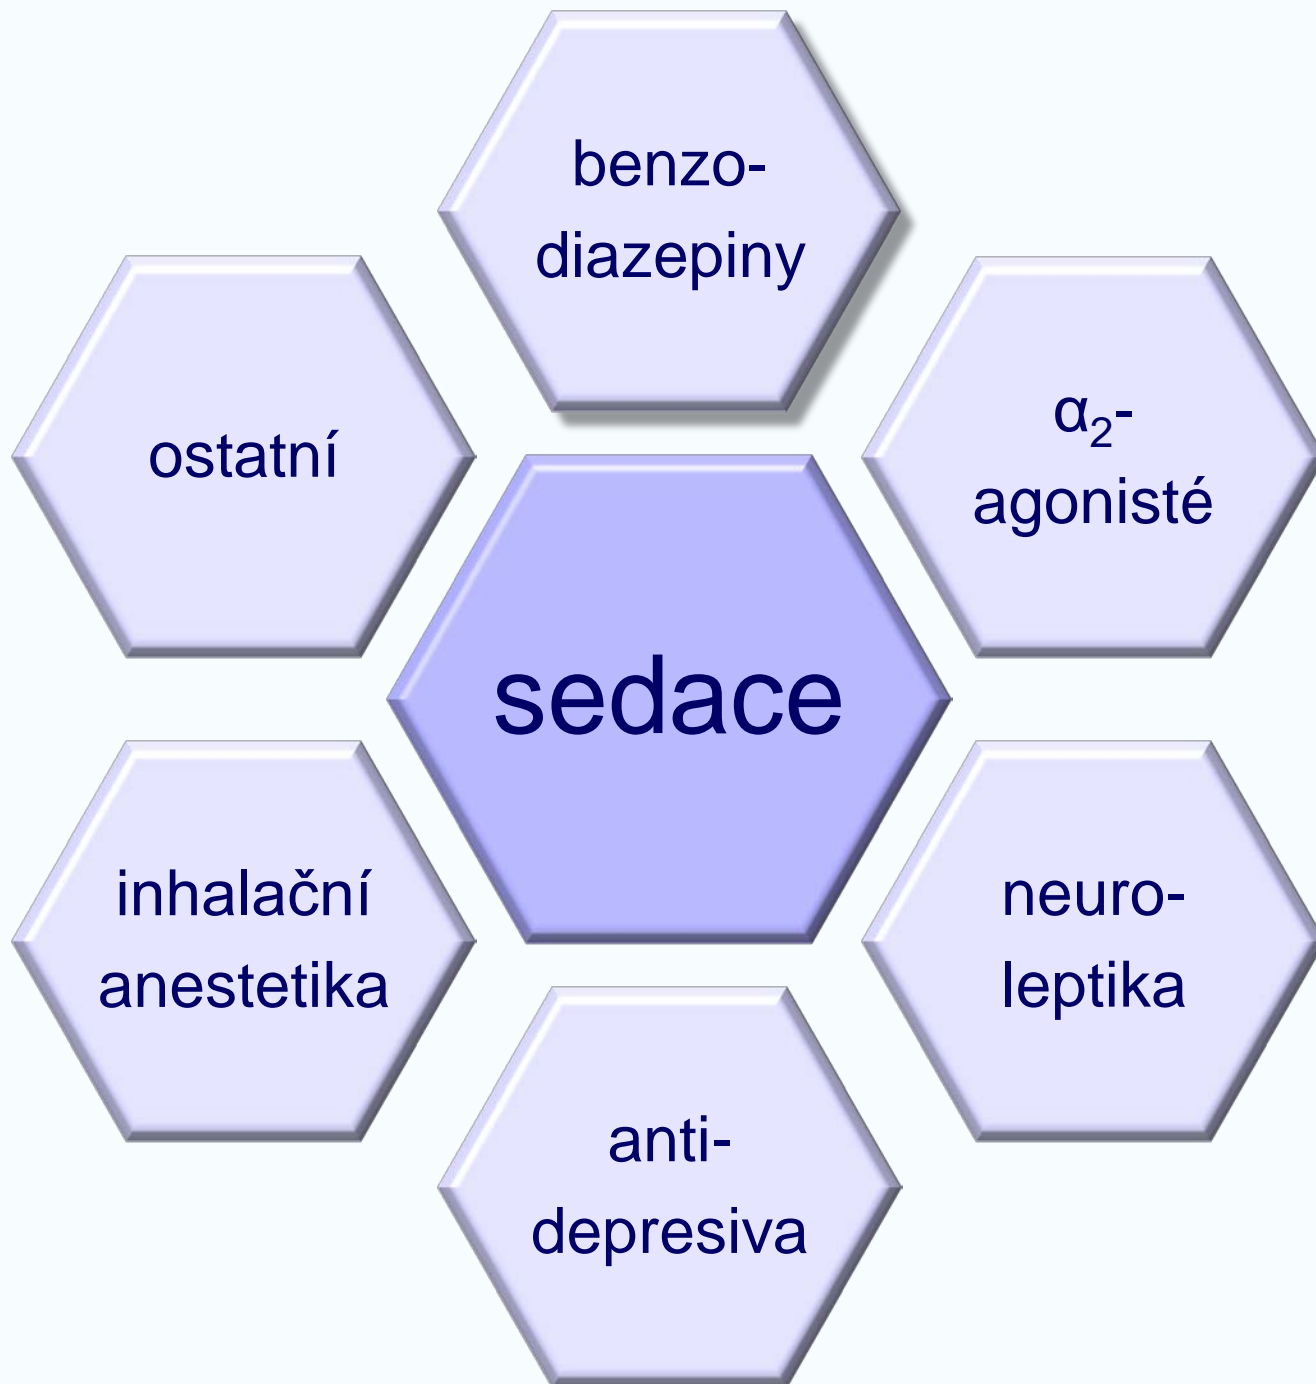 benzo-
diazepiny
α₂-
agonisté
ostatní
sedace
inhalační
anestetika
neuro-
leptika
anti-
depresiva